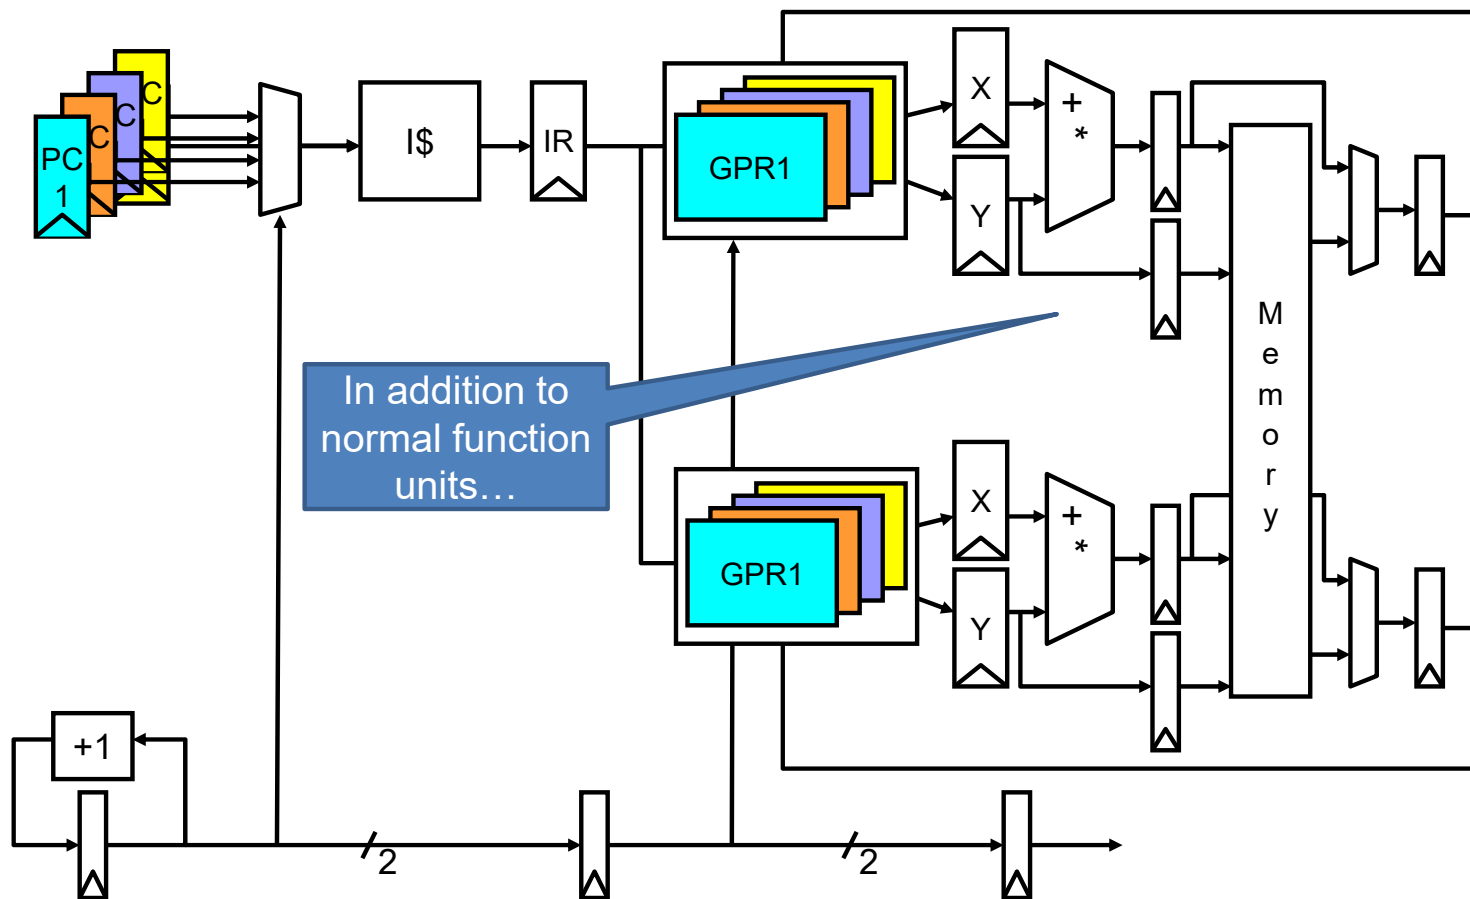 C
C
C
PC
1
I$
IR
GPR1
X
Y
+
*
M
e
m
o
r
y
In addition to
normal function
units…
GPR1
X
Y
+
*
+1
2
2